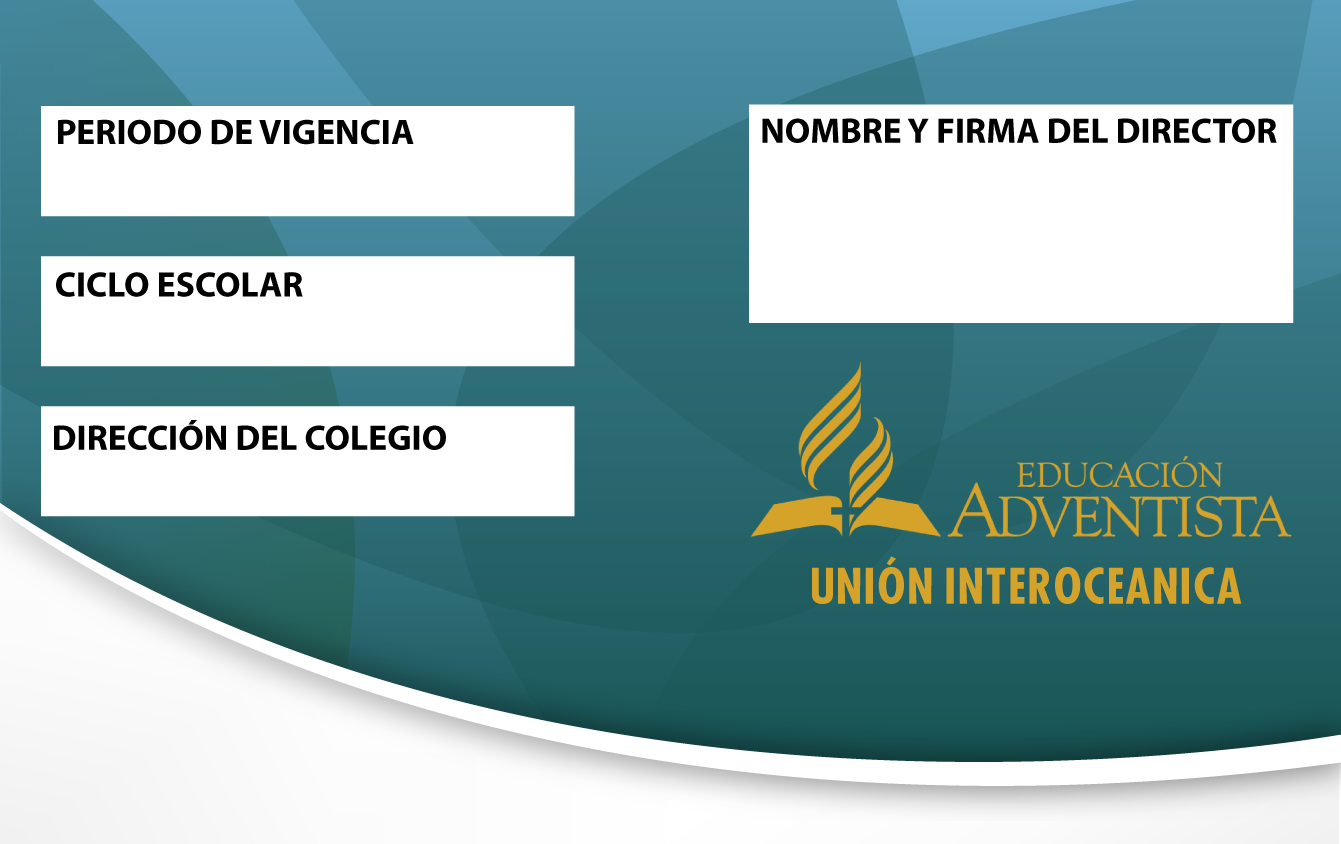 PERIODO DE VIGENCIA
CICLO ESCOLAR
DIRECCIÓN DEL COLEGIO
NOMBRE Y FIRMA DEL DIRECTOR
EDUCACIÓN
ADVENTISTA
UNIÓN INTEROCEANICA